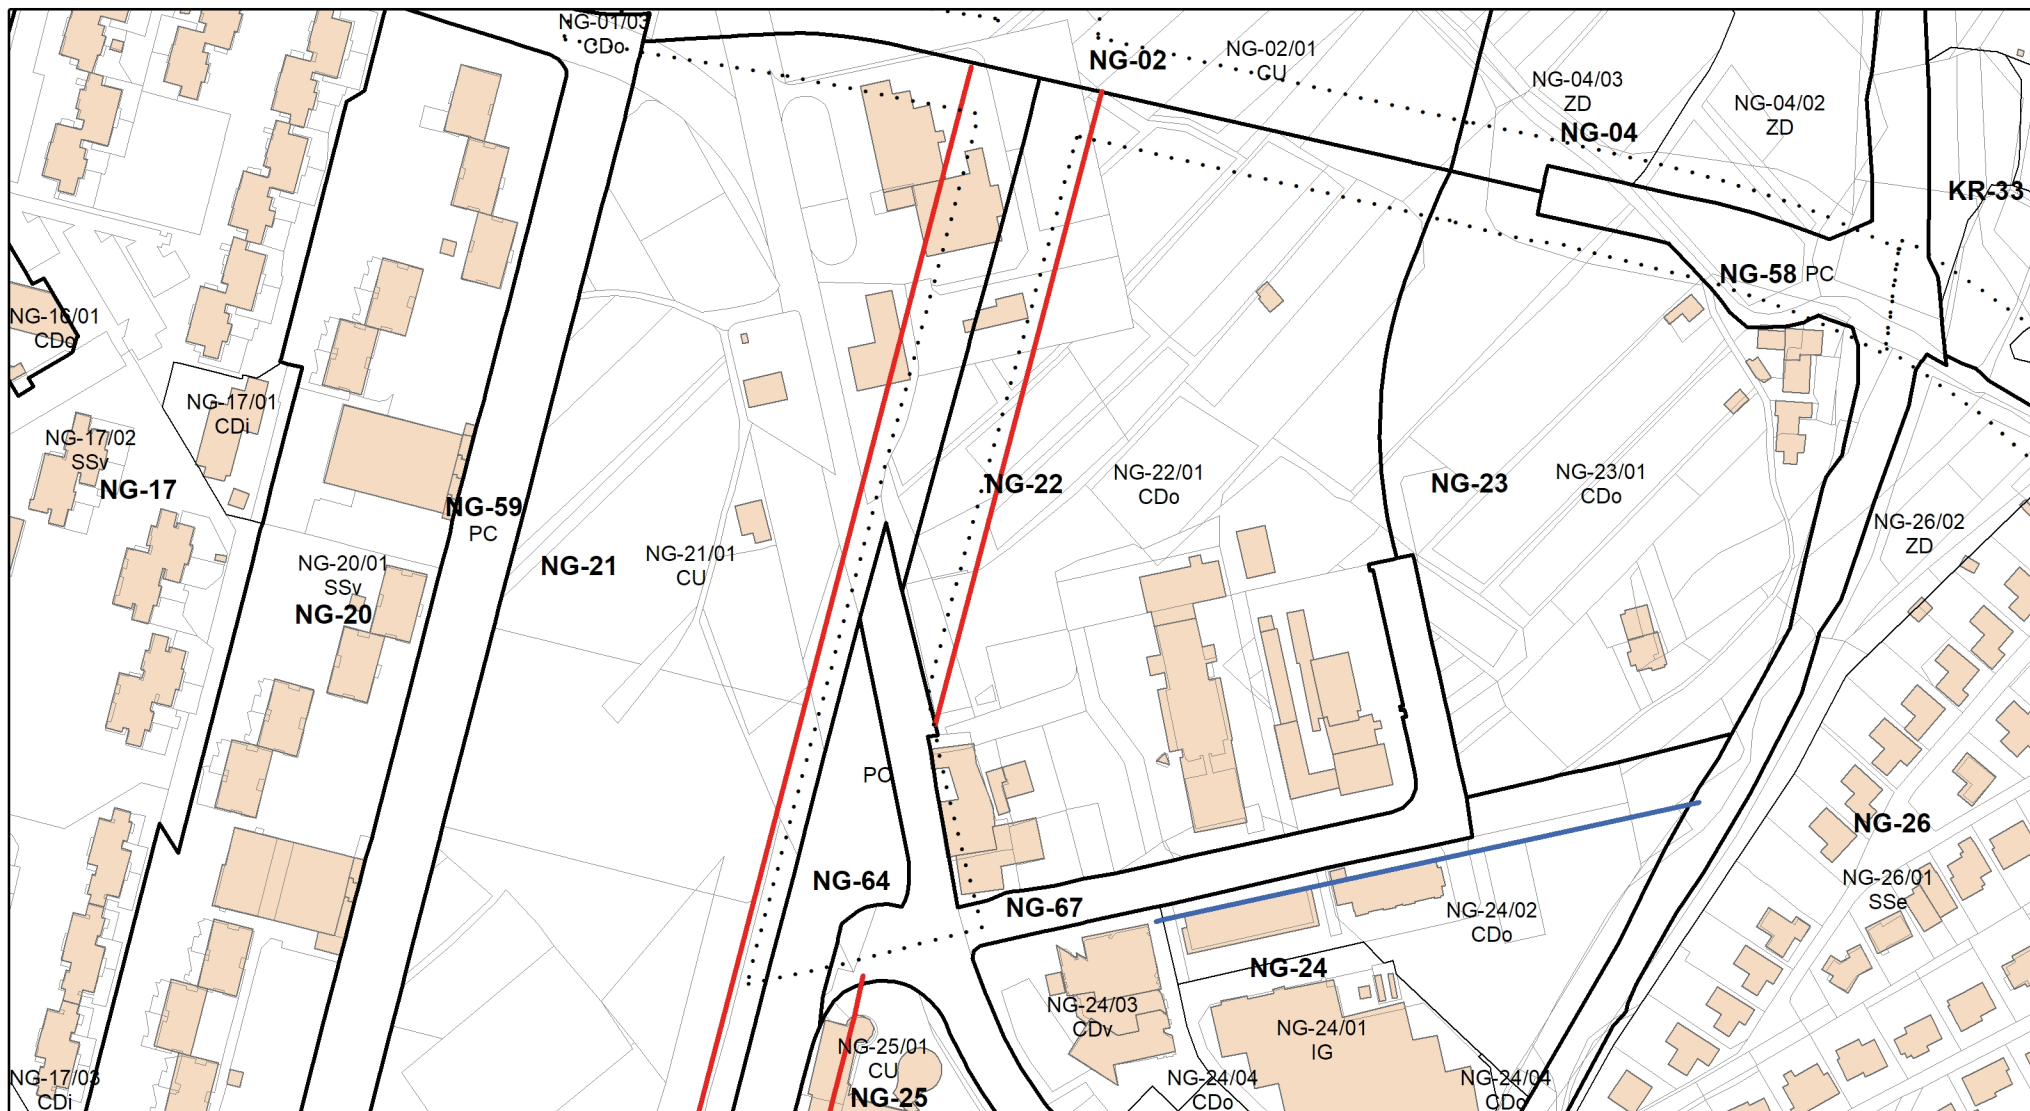 NG-01/03
CDo
NG-02
NG-02/01
CU
NG-04/03
ZD
NG-04
NG-04/02
ZD
KR-33
NG-58 PC
NG-16/01
CDo
NG-17/01
CDi
NG-17/02
SSv
NG-17
NG-59
PC
NG-20/01
SSv
NG-20
NG-21
NG-21/01
CU
NG-22
NG-22/01
CDo
NG-23
NG-23/01
CDo
NG-26/02
ZD
PC
NG-64
NG-67
NG-26
NG-26/01
SSe
NG-24/02
CDo
NG-24
NG-24/03
CDv
NG-24/01
IG
NG-25/01
CU
NG-25
NG-17/03
CDi
NG-24/04
CDo
NG-24/04
CDo